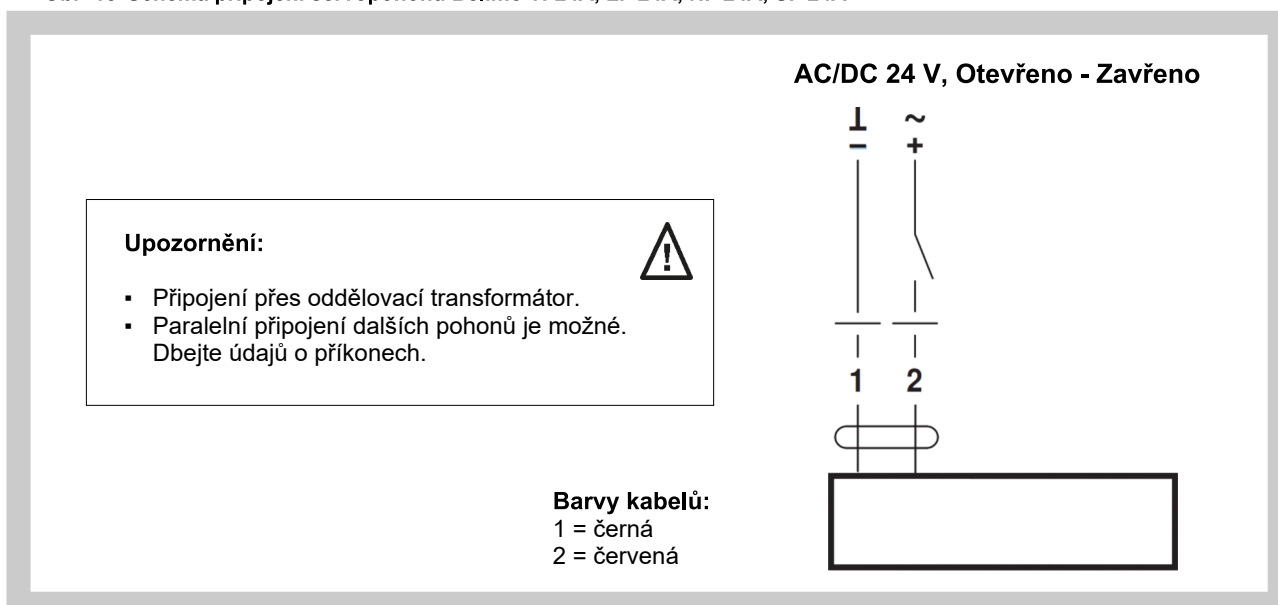 AC/DC 24 V, Otevřeno - Zavřeno
⊥ ~
– +
Upozornění:
▪ Připojení přes oddělovací transformátor.
▪ Paralelní připojení dalších pohonů je možné.
Dbejte údajů o příkonech.
1 2
Barvy kabelů:
1 = černá
2 = červená